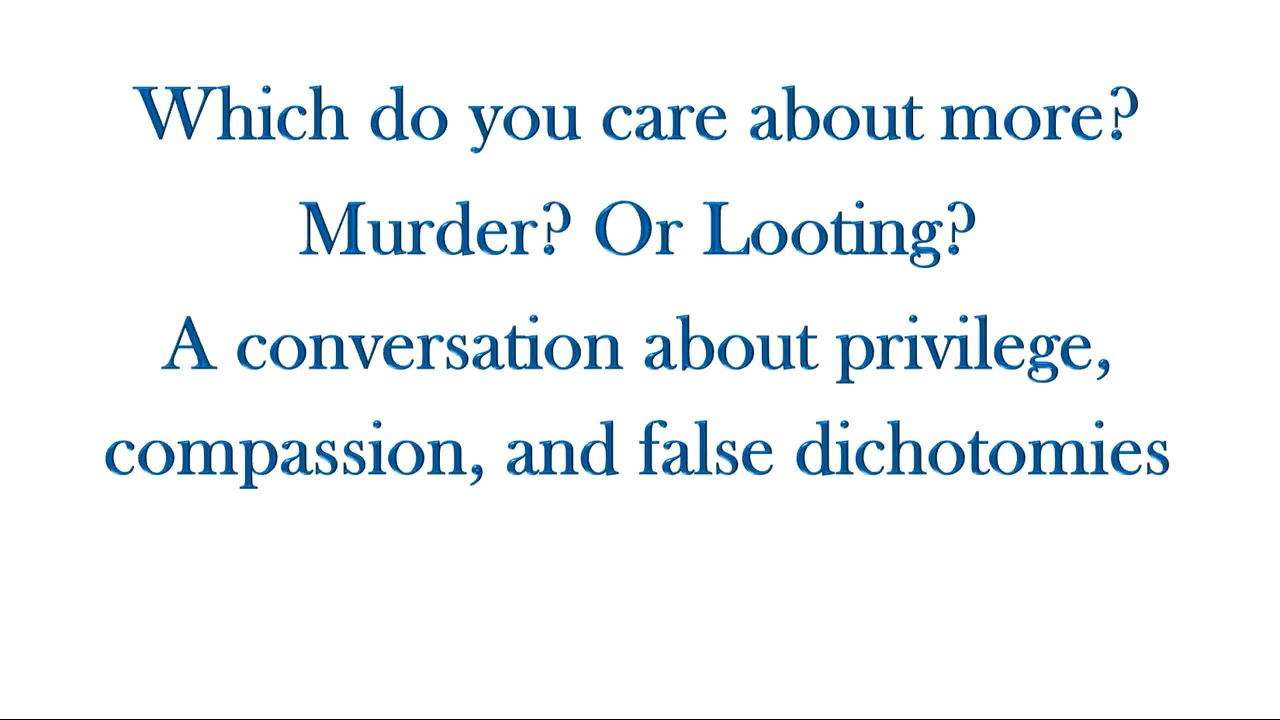 Which do you care about more?
Murder? Or Looting?
A conversation about privilege,
compassion, and false dichotomies